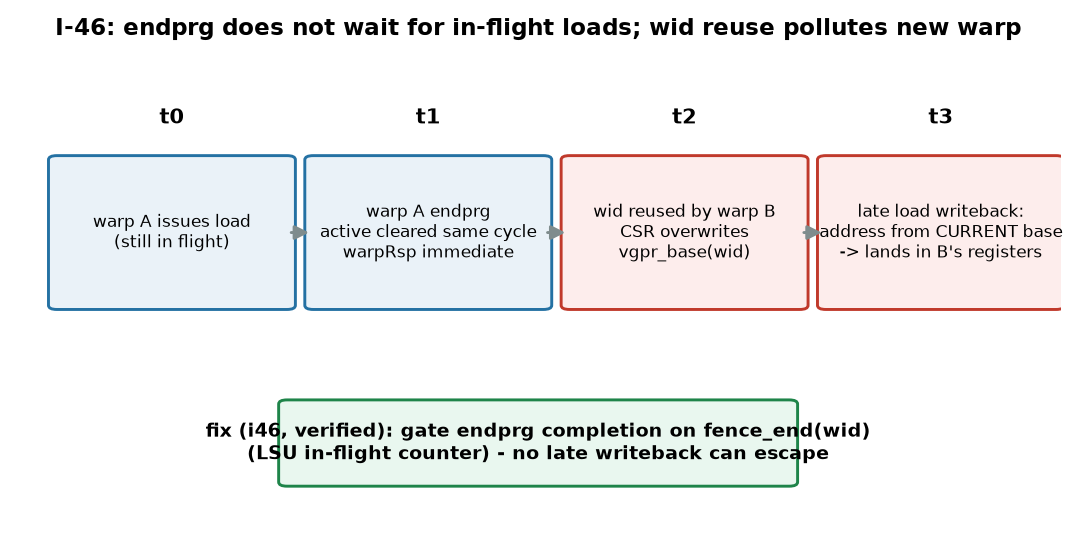 I-46: endprg does not wait for in-flight loads; wid reuse pollutes new warp
t0
t1
t2
t3
warp A issues load
(still in flight)
warp A endprg
active cleared same cycle
warpRsp immediate
wid reused by warp B
CSR overwrites
vgpr_base(wid)
late load writeback:
address from CURRENT base
-> lands in B's registers
fix (i46, verified): gate endprg completion on fence_end(wid)
(LSU in-flight counter) - no late writeback can escape